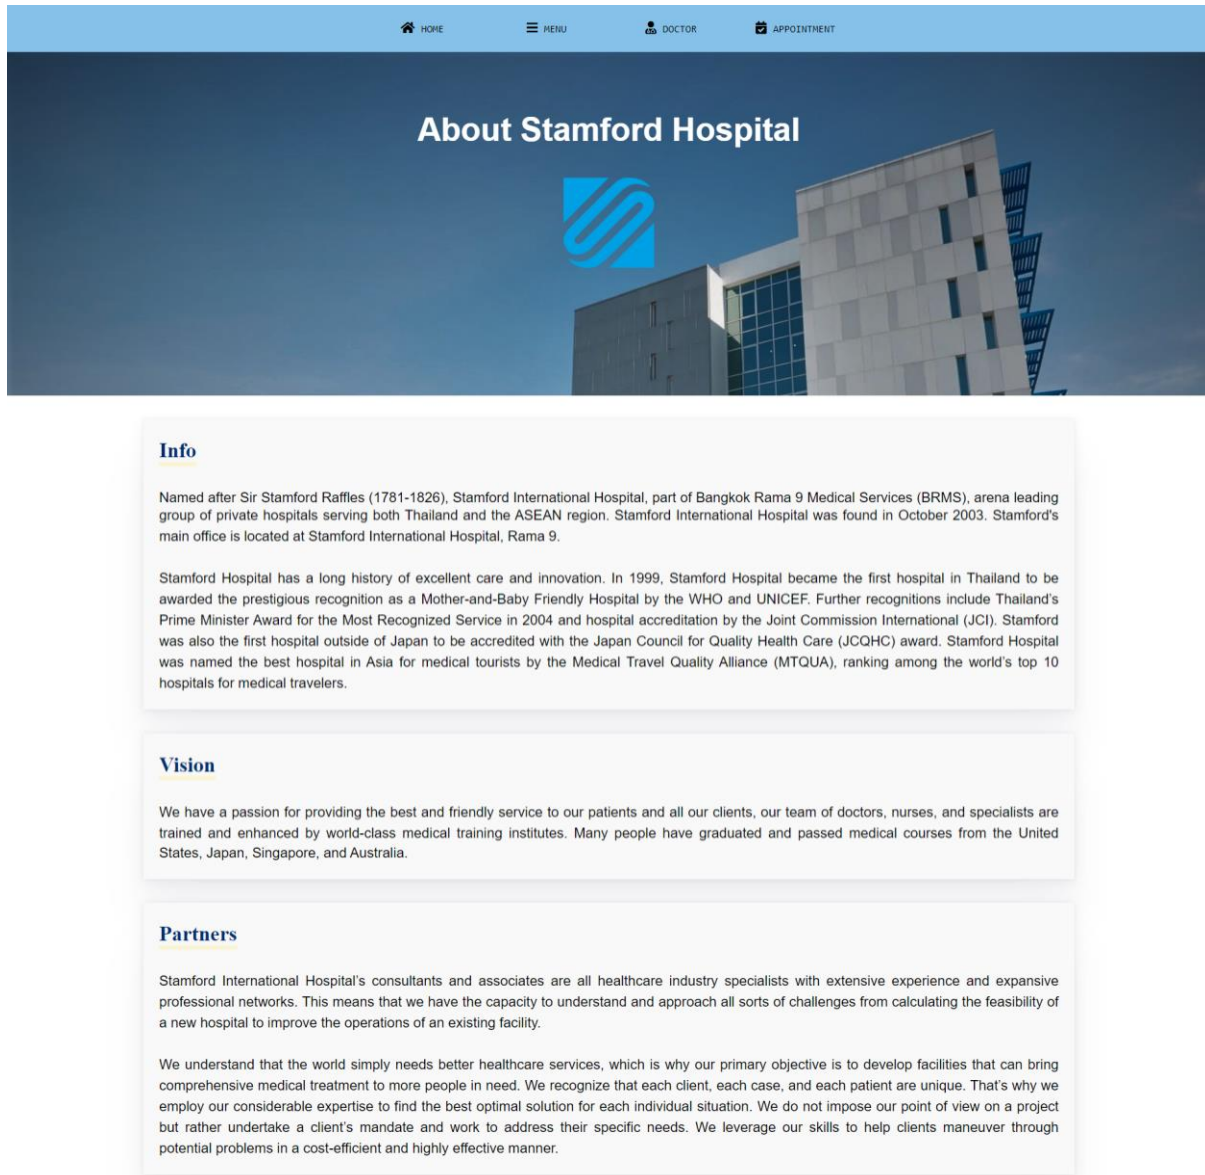 HOME MENU DOCTOR APPOINTMENT
About Stamford Hospital
Info
Named after Sir Stamford Raffles (1781-1826), Stamford International Hospital, part of Bangkok Rama 9 Medical Services (BRMS), arena leading
group of private hospitals serving both Thailand and the ASEAN region. Stamford International Hospital was found in October 2003. Stamford's
main office is located at Stamford International Hospital, Rama 9.
Stamford Hospital has a long history of excellent care and innovation. In 1999, Stamford Hospital became the first hospital in Thailand to be
awarded the prestigious recognition as a Mother-and-Baby Friendly Hospital by the WHO and UNICEF. Further recognitions include Thailand’s
Prime Minister Award for the Most Recognized Service in 2004 and hospital accreditation by the Joint Commission International (JCI). Stamford
was also the first hospital outside of Japan to be accredited with the Japan Council for Quality Health Care (JCQHC) award. Stamford Hospital
was named the best hospital in Asia for medical tourists by the Medical Travel Quality Alliance (MTQUA), ranking among the world’s top 10
hospitals for medical travelers.
Vision
We have a passion for providing the best and friendly service to our patients and all our clients, our team of doctors, nurses, and specialists are
trained and enhanced by world-class medical training institutes. Many people have graduated and passed medical courses from the United
States, Japan, Singapore, and Australia.
Partners
Stamford International Hospital’s consultants and associates are all healthcare industry specialists with extensive experience and expansive
professional networks. This means that we have the capacity to understand and approach all sorts of challenges from calculating the feasibility of
a new hospital to improve the operations of an existing facility.
We understand that the world simply needs better healthcare services, which is why our primary objective is to develop facilities that can bring
comprehensive medical treatment to more people in need. We recognize that each client, each case, and each patient are unique. That’s why we
employ our considerable expertise to find the best optimal solution for each individual situation. We do not impose our point of view on a project
but rather undertake a client’s mandate and work to address their specific needs. We leverage our skills to help clients maneuver through
potential problems in a cost-efficient and highly effective manner.